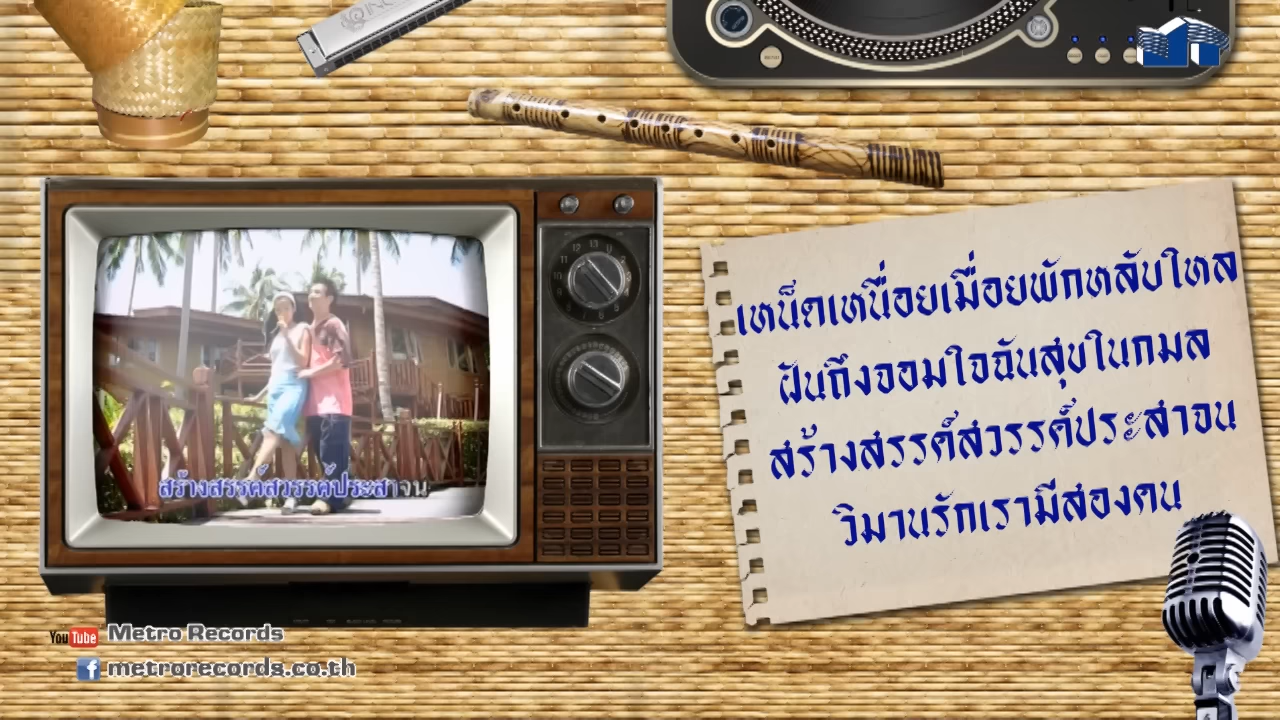 เหน็ดเหนื่อยเมื่อยพักหลับไหล
ฝันถึงจอมใจฉันสุขในกมล
สร้างสรรค์สวรรค์ประสาจน
วิมานรักเรามีสองคน
สร้างสรรค์สวรรค์ประสาจน
YouTube Metro Records
metrorecords.co.th